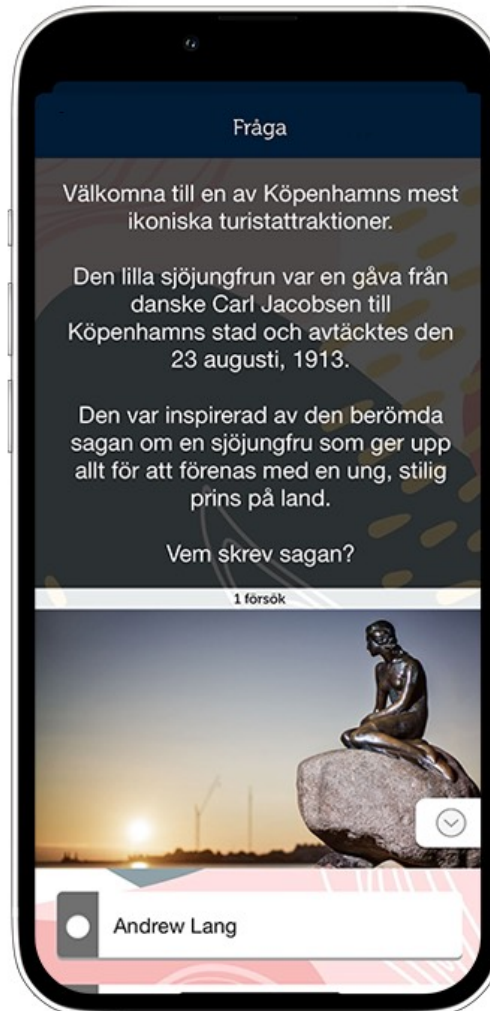 Fråga
Välkomna till en av Köpenhamns mest
ikoniska turistattraktioner.
Den lilla sjöjungfrun var en gåva från
danske Carl Jacobsen till
Köpenhamns stad och avtäcktes den
23 augusti, 1913.
Den var inspirerad av den berömda
sagan om en sjöjungfru som ger upp
allt för att förenas med en ung, stilig
prins på land.
Vem skrev sagan?
1 försök
Andrew Lang